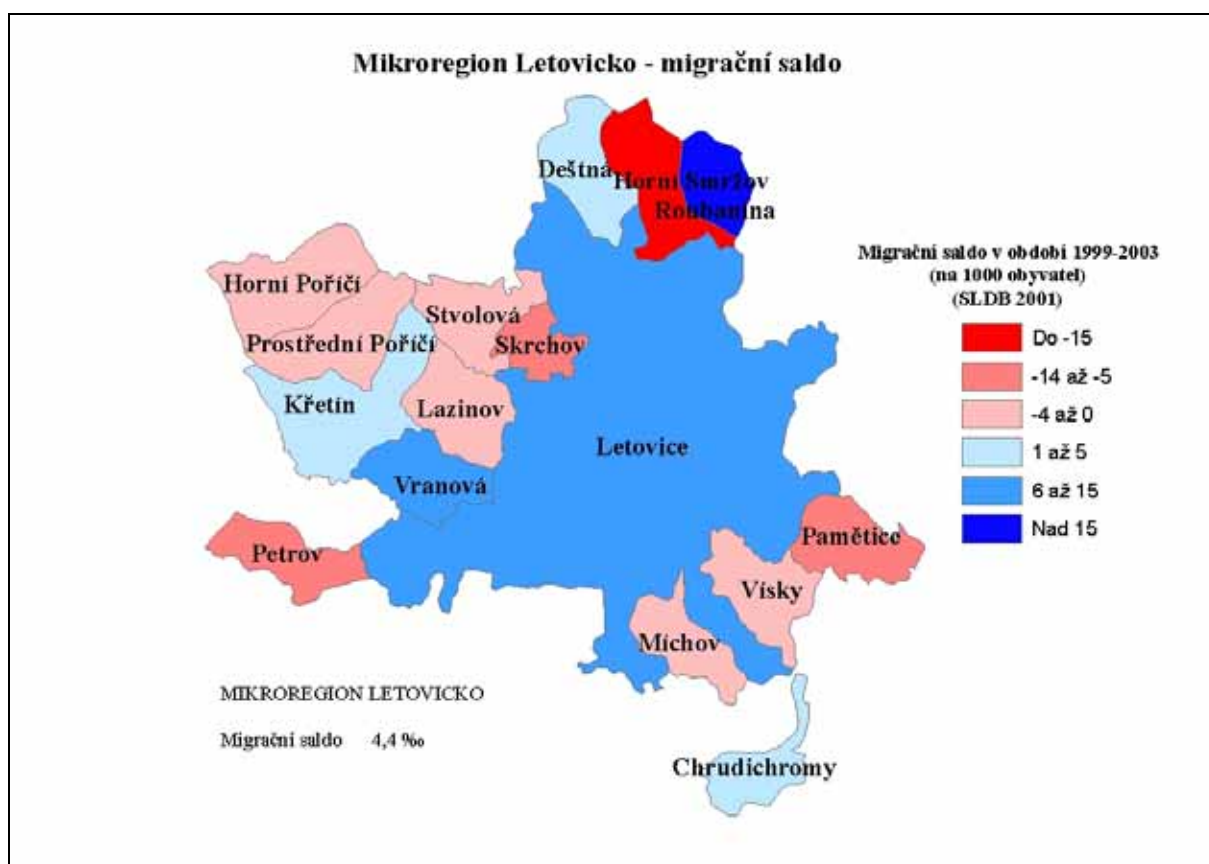 Mikroregion Letovicko - migrační saldo
Deštná
Horní Smržov
Roubanina
Migrační saldo v období 1999-2003
(na 1000 obyvatel)
(SLDB 2001)
Do -15
-14 až -5
-4 až 0
1 až 5
6 až 15
Nad 15
Horní Poříčí
Stvolová
Prostřední Poříčí
Skrchov
Křetín
Lazinov
Letovice
Vranová
Petrov
Pamětice
Vísky
Míchov
MIKROREGION LETOVICKO
Migrační saldo 4,4 ‰
Chrudichromy